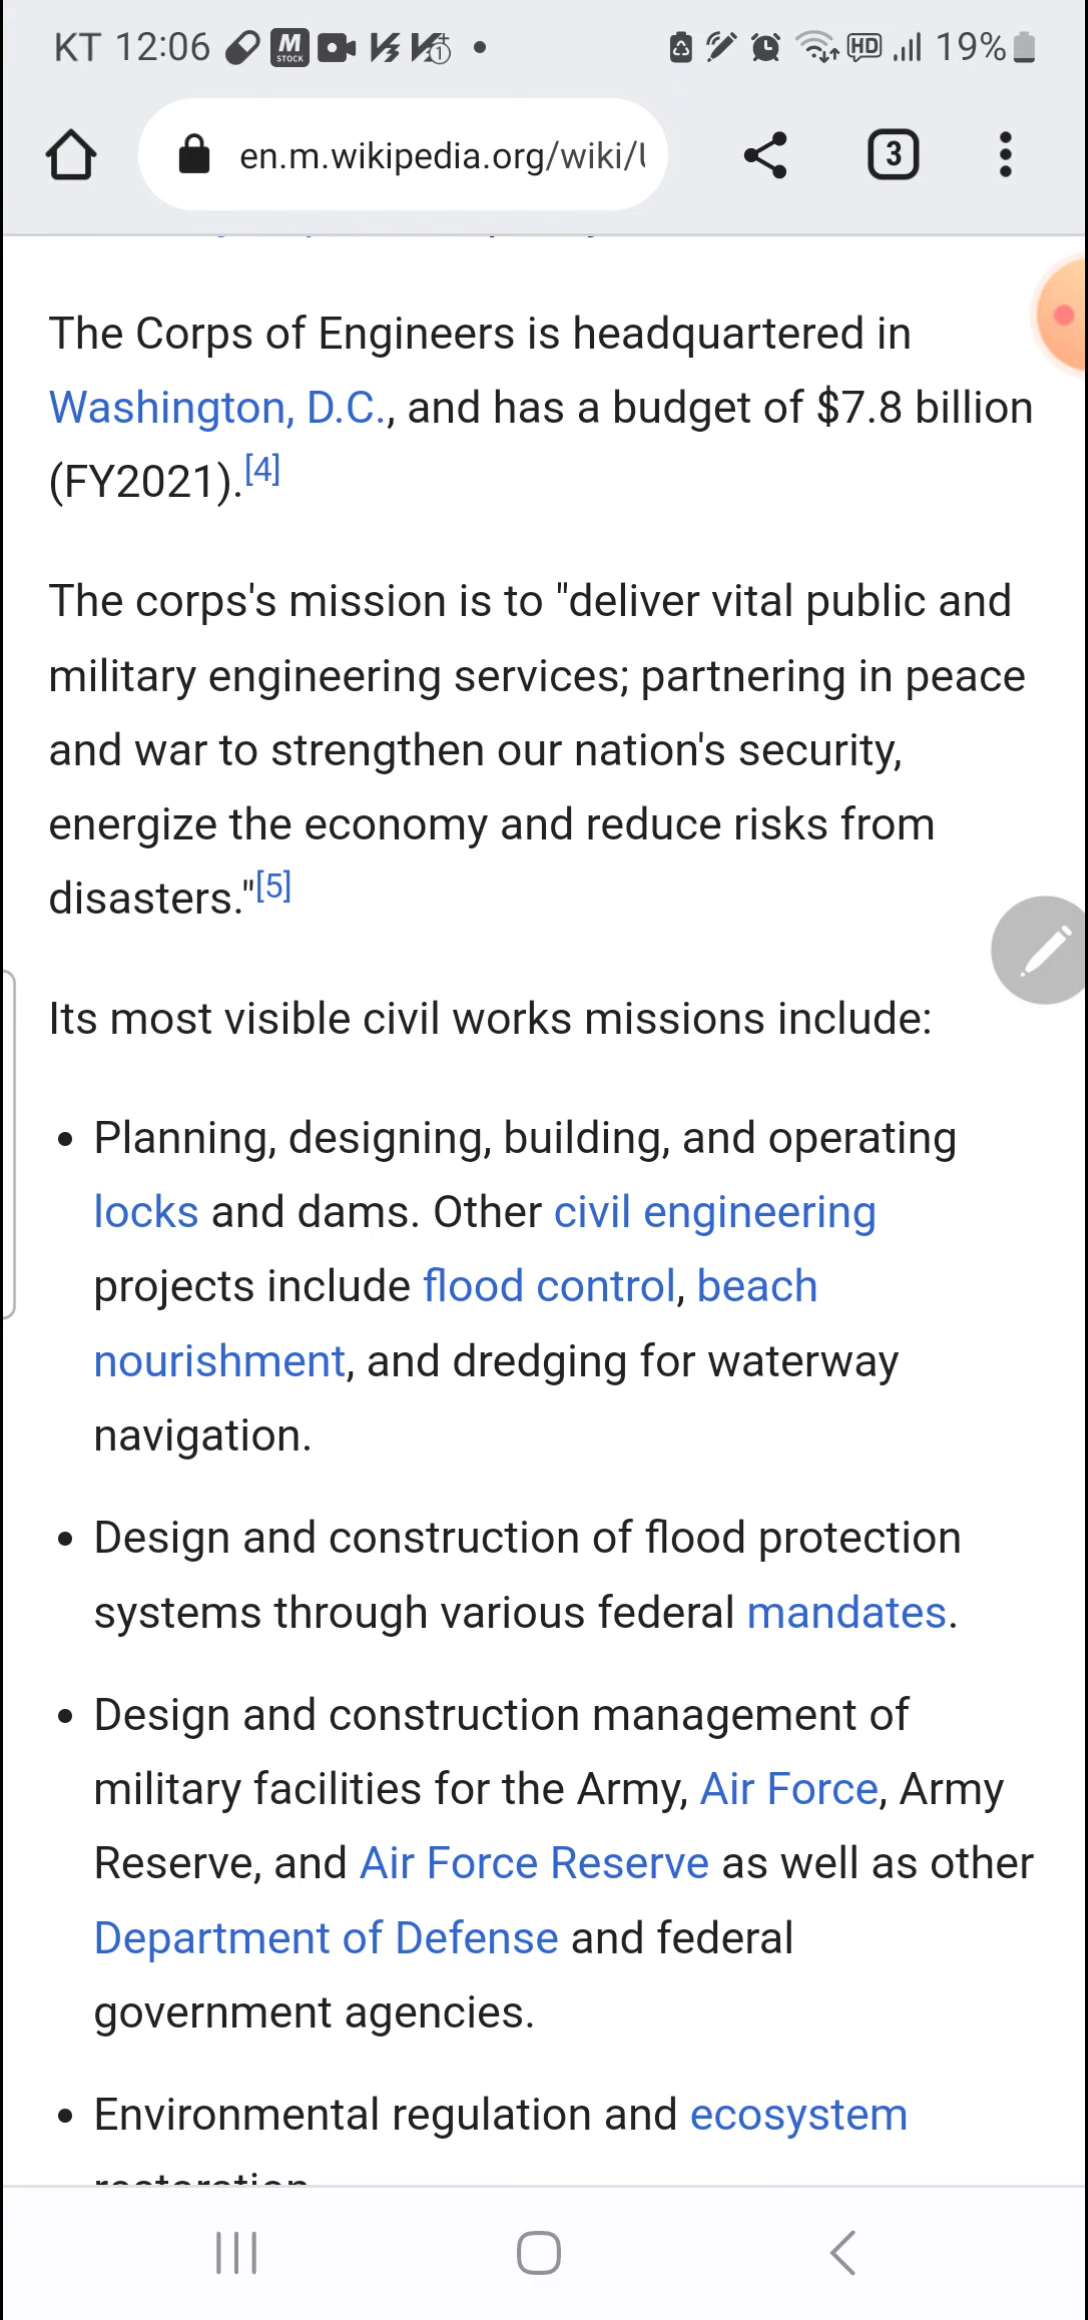 KT 12:06 M STOCK 1 HD 19%
en.m.wikipedia.org/wiki/
3
The Corps of Engineers is headquartered in
Washington, D.C., and has a budget of $7.8 billion
(FY2021).[4]
The corps's mission is to "deliver vital public and
military engineering services; partnering in peace
and war to strengthen our nation's security,
energize the economy and reduce risks from
disasters."[5]
Its most visible civil works missions include:
• Planning, designing, building, and operating
locks and dams. Other civil engineering
projects include flood control, beach
nourishment, and dredging for waterway
navigation.
• Design and construction of flood protection
systems through various federal mandates.
• Design and construction management of
military facilities for the Army, Air Force, Army
Reserve, and Air Force Reserve as well as other
Department of Defense and federal
government agencies.
• Environmental regulation and ecosystem